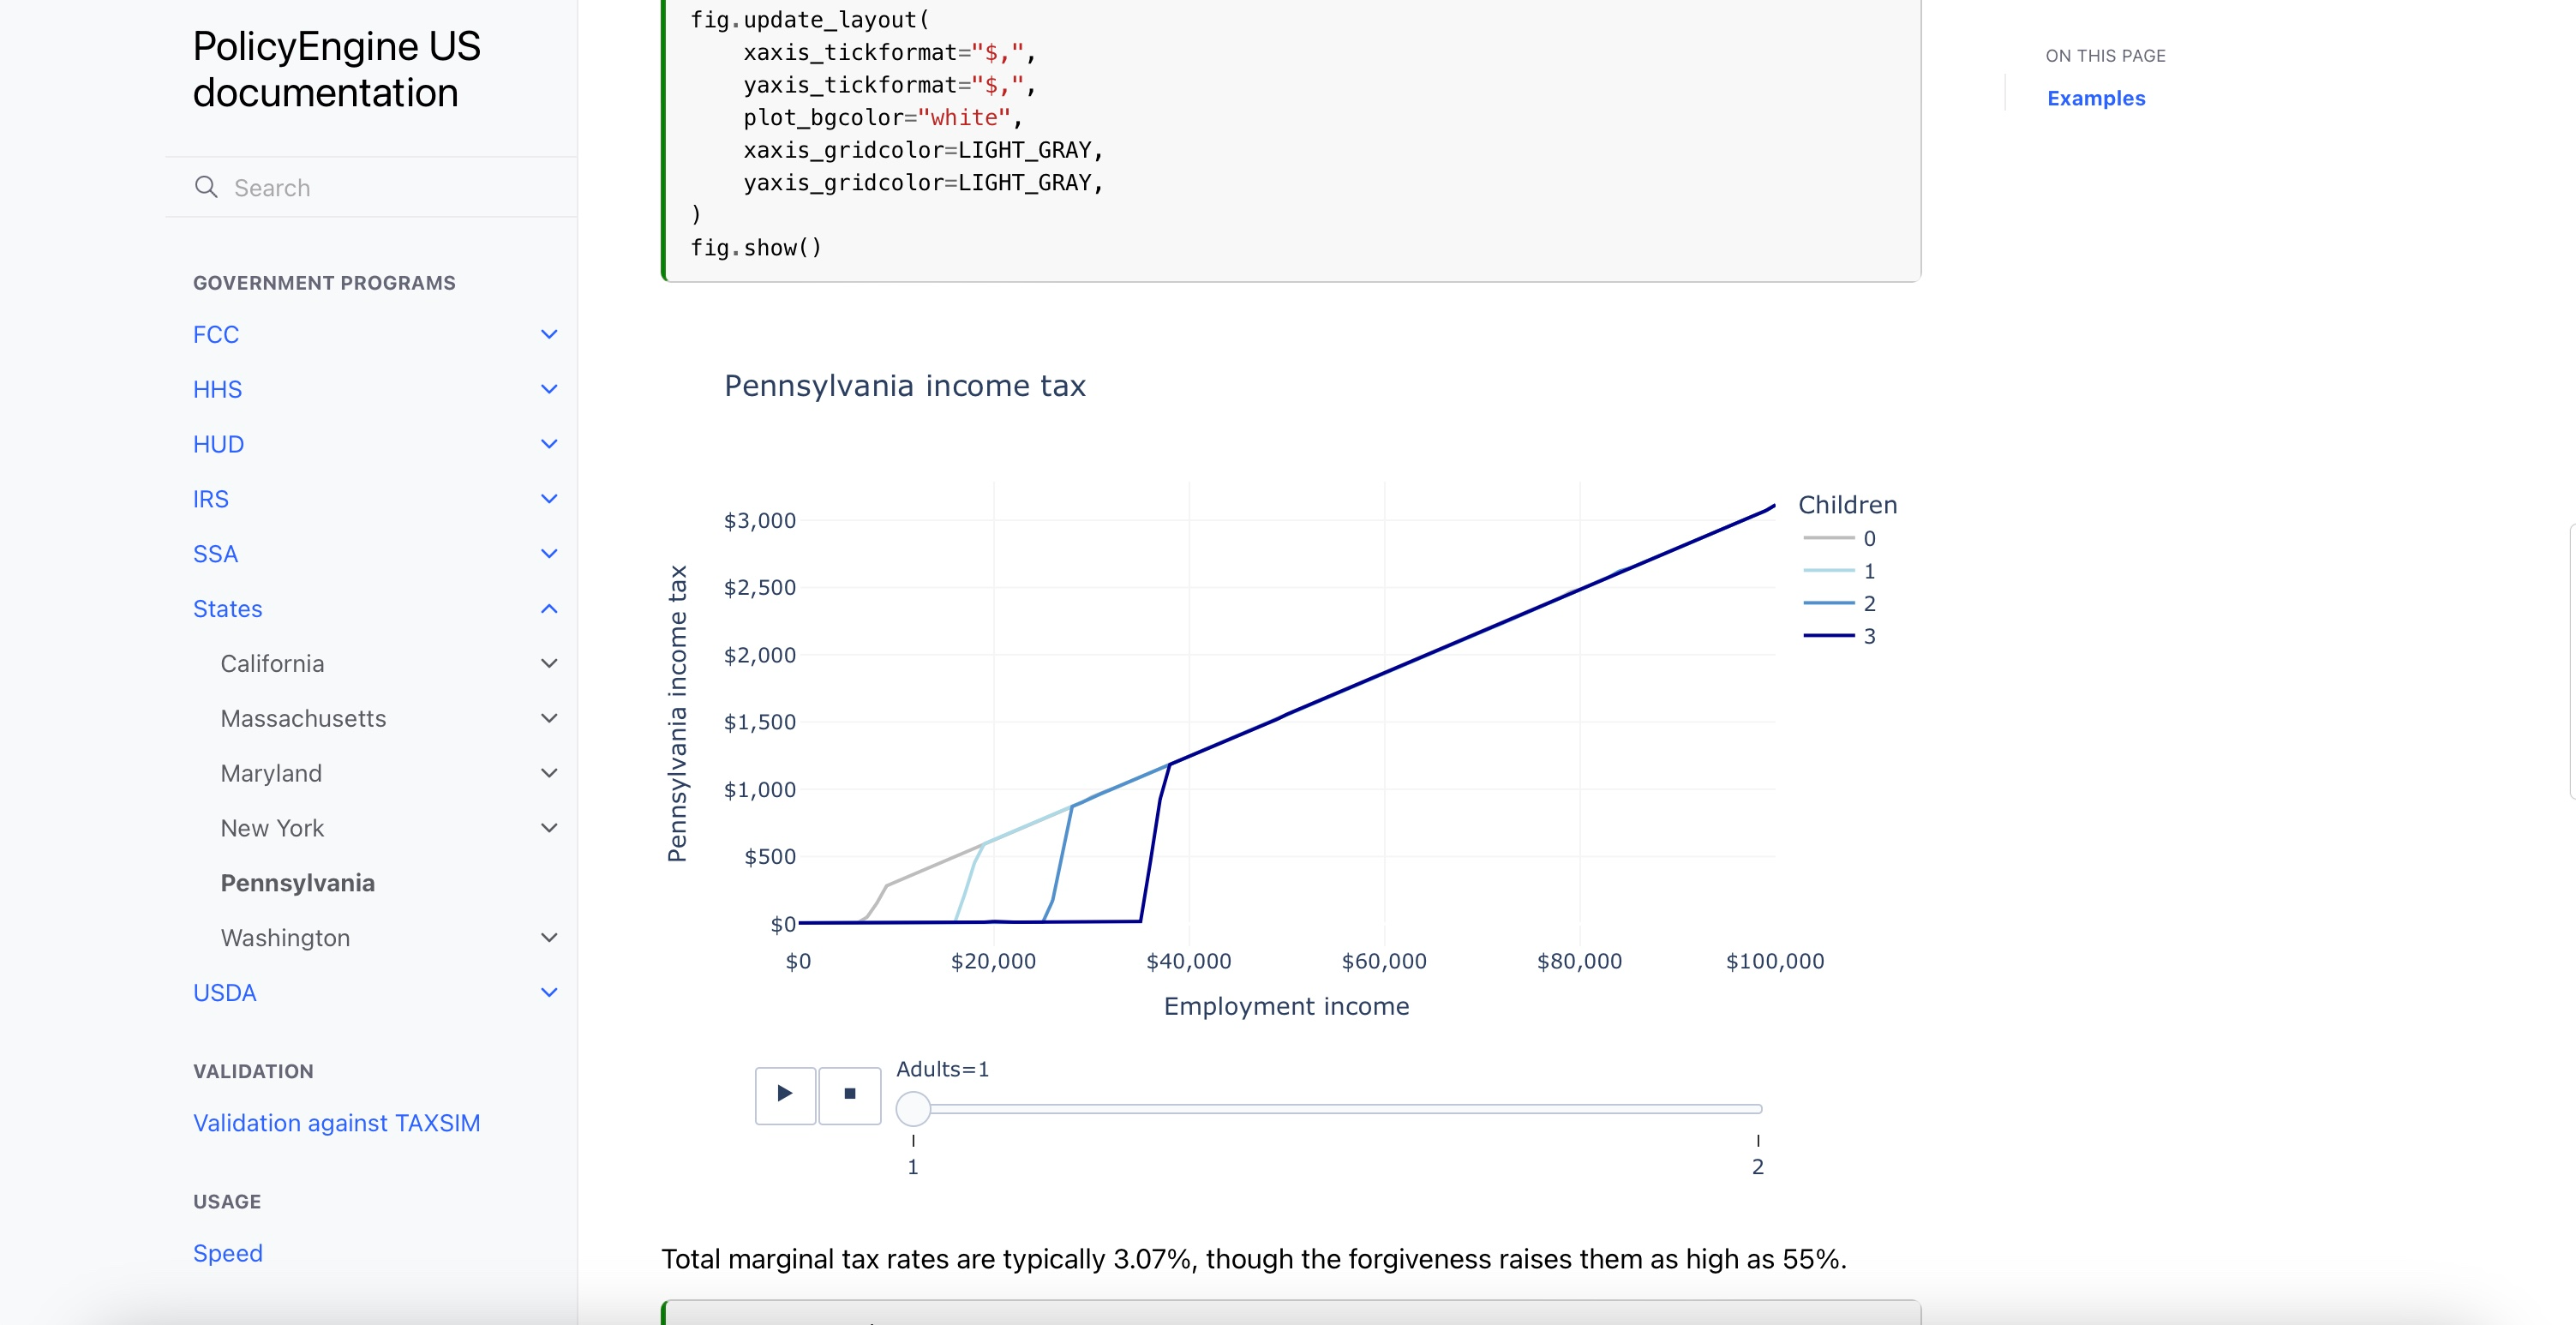 PolicyEngine US
documentation
Search
GOVERNMENT PROGRAMS
FCC
HHS
HUD
IRS
SSA
States
California
Massachusetts
Maryland
New York
Pennsylvania
Washington
USDA
VALIDATION
Validation against TAXSIM
USAGE
Speed
fig.update_layout(
    xaxis_tickformat="$,",
    yaxis_tickformat="$,",
    plot_bgcolor="white",
    xaxis_gridcolor=LIGHT_GRAY,
    yaxis_gridcolor=LIGHT_GRAY,
)
fig.show()
Pennsylvania income tax
Pennsylvania income tax
$3,000
$2,500
$2,000
$1,500
$1,000
$500
$0
$0 $20,000 $40,000 $60,000 $80,000 $100,000
Employment income
Children
0
1
2
3
Adults=1
1 2
Total marginal tax rates are typically 3.07%, though the forgiveness raises them as high as 55%.
ON THIS PAGE
Examples